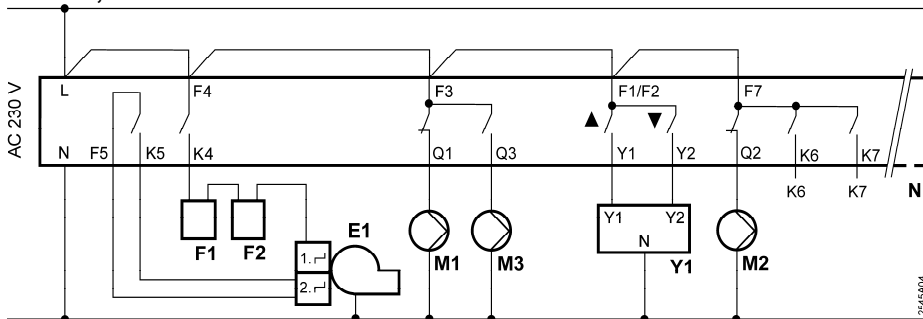 AC 230 V
L F4 F3 F1/F2 F7
▲ ▼
N F5 K5 K4 Q1 Q3 Y1 Y2 Q2 K6 K7
K6 K7 N
Y1 Y2
E1
N
F1 F2 1. M1 M3 Y1 M2
2.